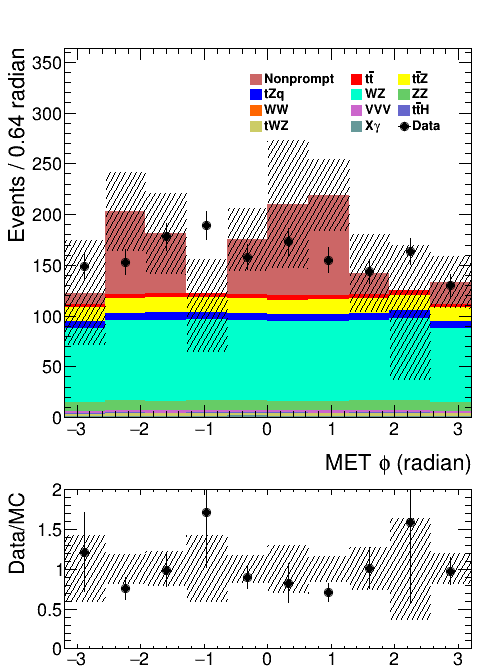 Events / 0.64 radian
350
300
250
200
150
100
50
0
Nonprompt tt̄ tt̄Z
tZq WZ ZZ
WW VVV tt̄H
tWZ Xγ Data
−3 −2 −1 0 1 2 3
MET ϕ (radian)
Data/MC
2
1.5
1
0.5
0
−3 −2 −1 0 1 2 3